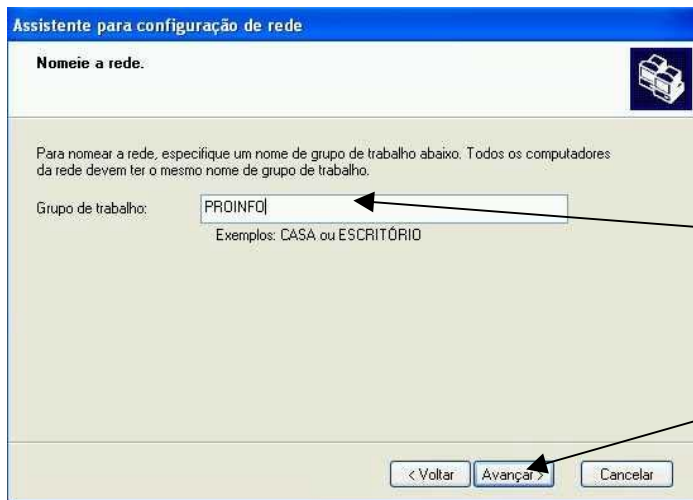 Assistente para configuração de rede
Nomeie a rede.
Para nomear a rede, especifique um nome de grupo de trabalho abaixo. Todos os computadores
da rede devem ter o mesmo nome de grupo de trabalho.
Grupo de trabalho: PROINFO
Exemplos: CASA ou ESCRITÓRIO
< Voltar Avançar > Cancelar